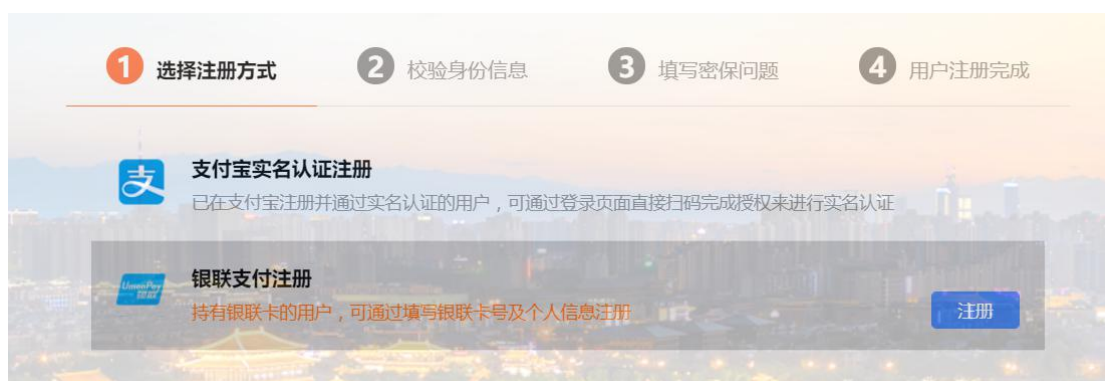 1 选择注册方式 2 校验身份信息 3 填写密保问题 4 用户注册完成
支 支付宝实名认证注册
已在支付宝注册并通过实名认证的用户，可通过登录页面直接扫码完成授权来进行实名认证
UnionPay 银联 银联支付注册
持有银联卡的用户，可通过填写银联卡号及个人信息注册 注册